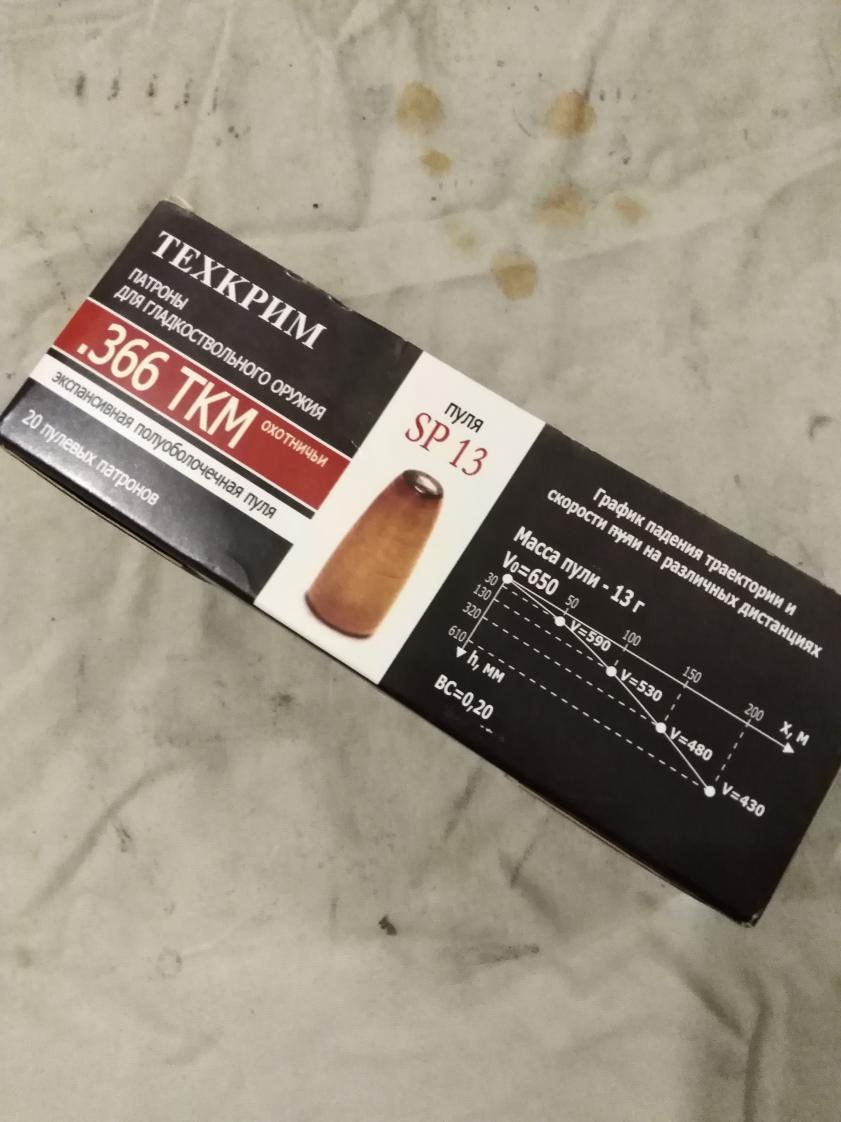 ТЕХКРИМ
ПАТРОНЫ
ДЛЯ ГЛАДКОСТВОЛЬНОГО ОРУЖИЯ
.366 ТКМ ОХОТНИЧЬИ
ЭКСПАНСИВНАЯ ПОЛУОБОЛОЧЕЧНАЯ ПУЛЯ
20 ПУЛЕВЫХ ПАТРОНОВ
ПУЛЯ
SP 13
График падения траектории и
скорости пули на различных дистанциях
Масса пули - 13 г
V₀=650
30
130
320
610
h, мм
50
100
150
200
X, м
V=590
V=530
V=480
V=430
BC=0,20